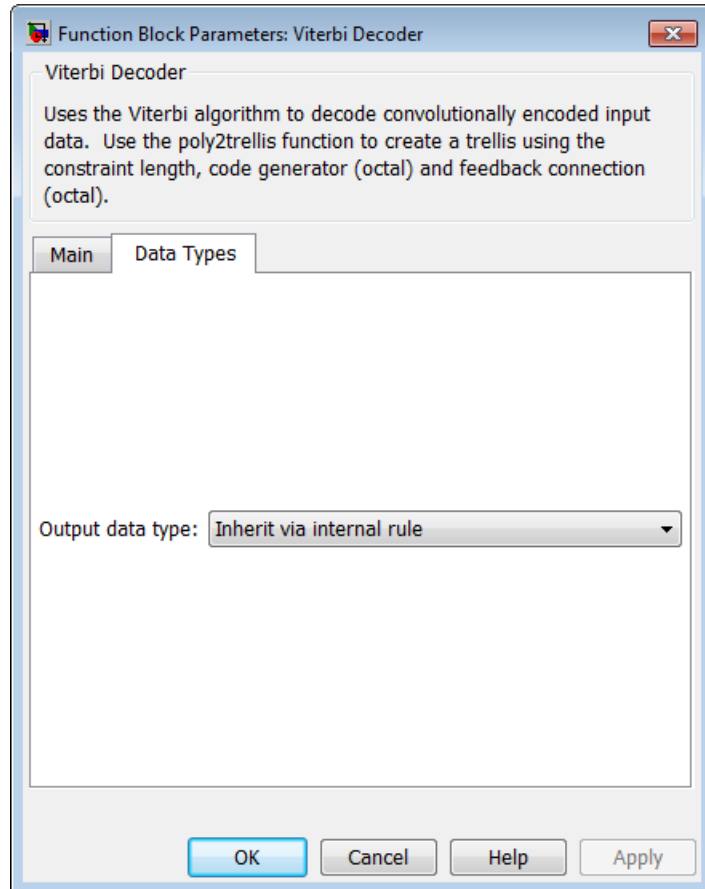 Function Block Parameters: Viterbi Decoder
Viterbi Decoder
Uses the Viterbi algorithm to decode convolutionally encoded input
data.  Use the poly2trellis function to create a trellis using the
constraint length, code generator (octal) and feedback connection
(octal).
Main Data Types
Output data type: Inherit via internal rule
OK Cancel Help Apply